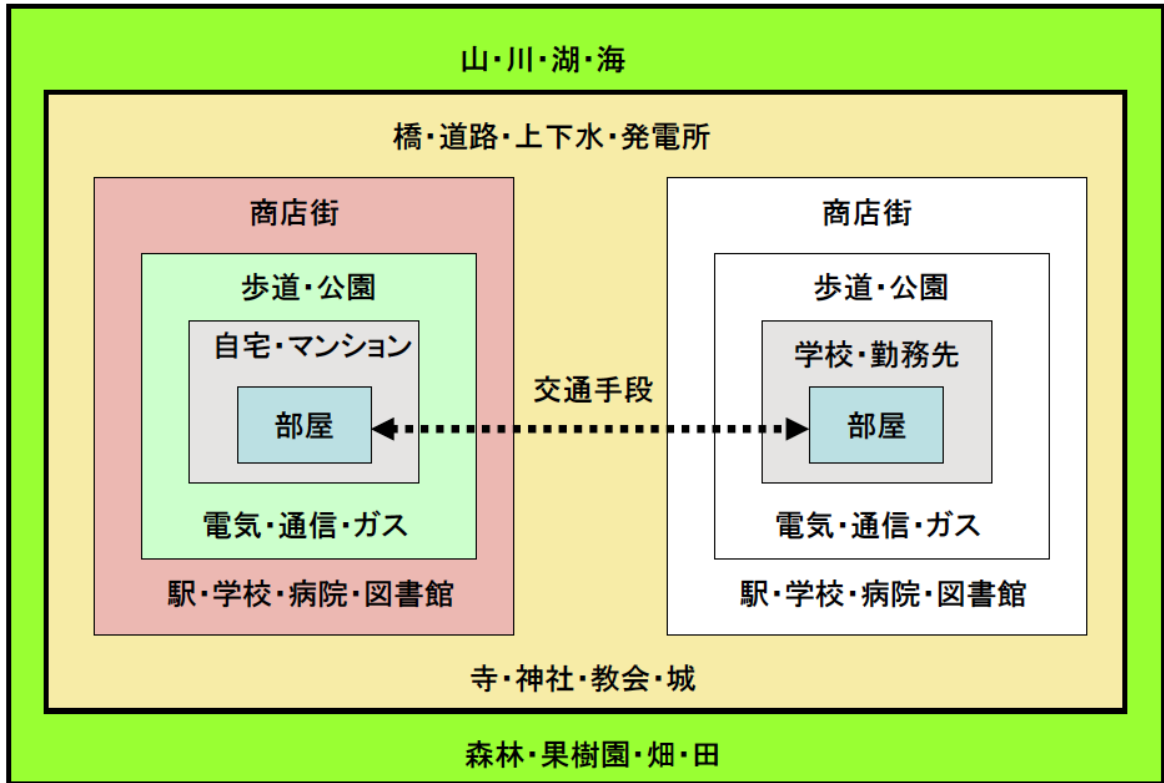 山・川・湖・海
橋・道路・上下水・発電所
商店街
歩道・公園
自宅・マンション
部屋
電気・通信・ガス
駅・学校・病院・図書館
交通手段
商店街
歩道・公園
学校・勤務先
部屋
電気・通信・ガス
駅・学校・病院・図書館
寺・神社・教会・城
森林・果樹園・畑・田